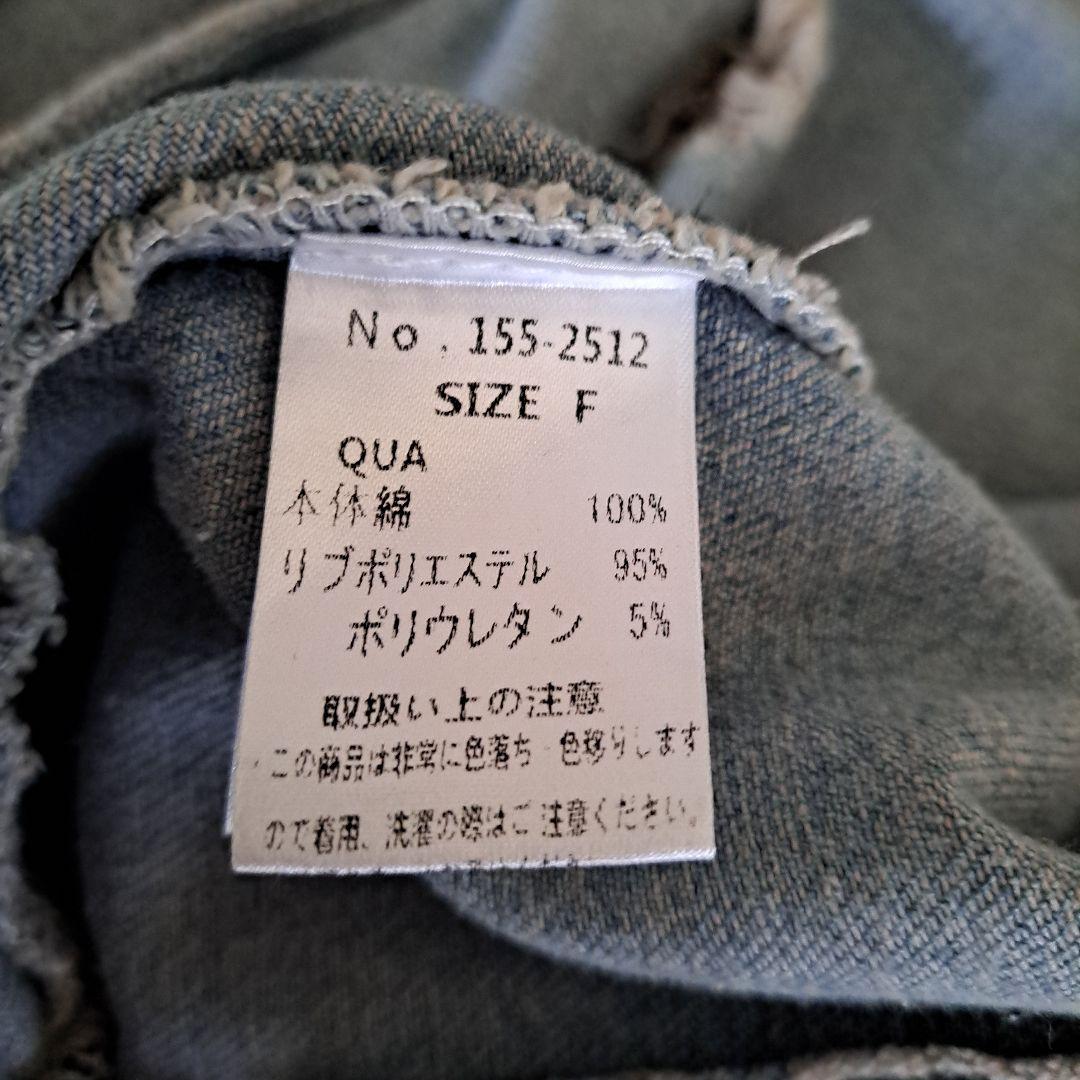 No. 155-2512
SIZE F
QUA
本体綿 100%
リブポリエステル 95%
ポリウレタン 5%
取扱い上の注意
・この商品は非常に色落ち・色移りします
ので着用、洗濯の際はご注意ください。